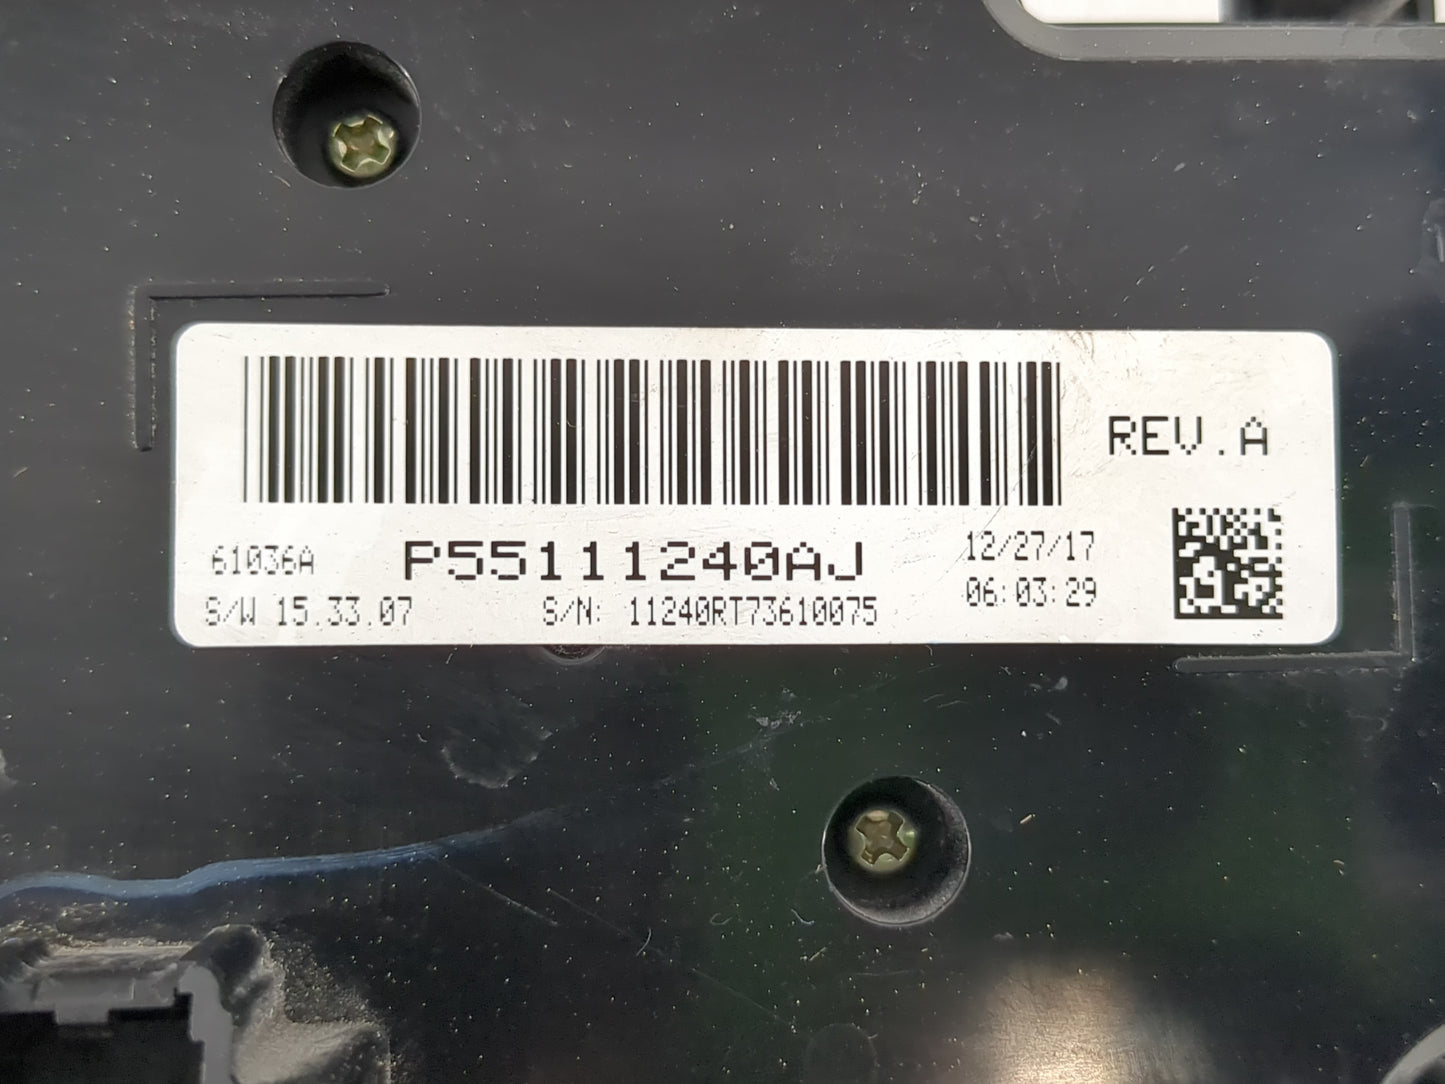 REV.A
61036A P55111240AJ 12/27/17
S/W 15.33.07 S/N: 11240RT73610075 06:03:29